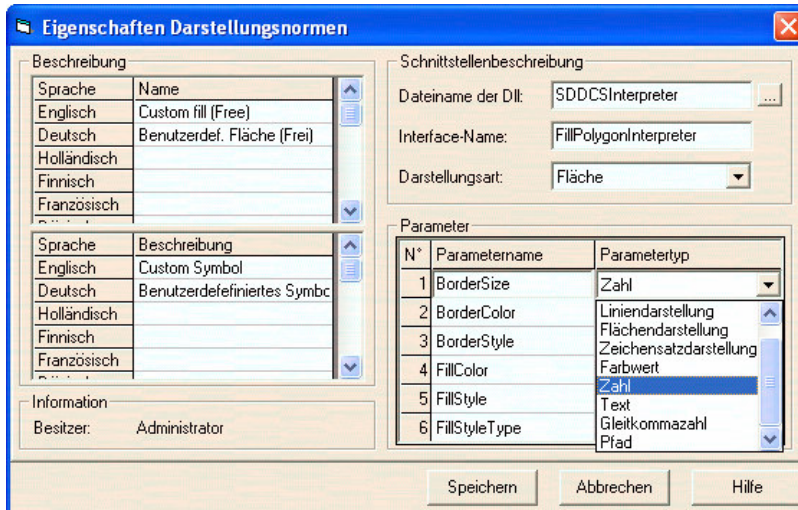 Eigenschaften Darstellungsnormen
Beschreibung
Sprache Name
Englisch Custom fill (Free)
Deutsch Benutzerdef. Fläche (Frei)
Holländisch
Finnisch
Französisch
Sprache Beschreibung
Englisch Custom Symbol
Deutsch Benutzerdefefiniertes Symbc
Holländisch
Finnisch
Französisch
Information
Besitzer: Administrator
Schnittstellenbeschreibung
Dateiname der Dll: SDDCSInterpreter ...
Interface-Name: FillPolygonInterpreter
Darstellungsart: Fläche
Parameter
N° Parametername Parametertyp
1 BorderSize Zahl
2 BorderColor
3 BorderStyle
4 FillColor
5 FillStyle
6 FillStyleType
Liniendarstellung
Flächendarstellung
Zeichensatzdarstellung
Farbwert
Zahl
Text
Gleitkommazahl
Pfad
Speichern Abbrechen Hilfe